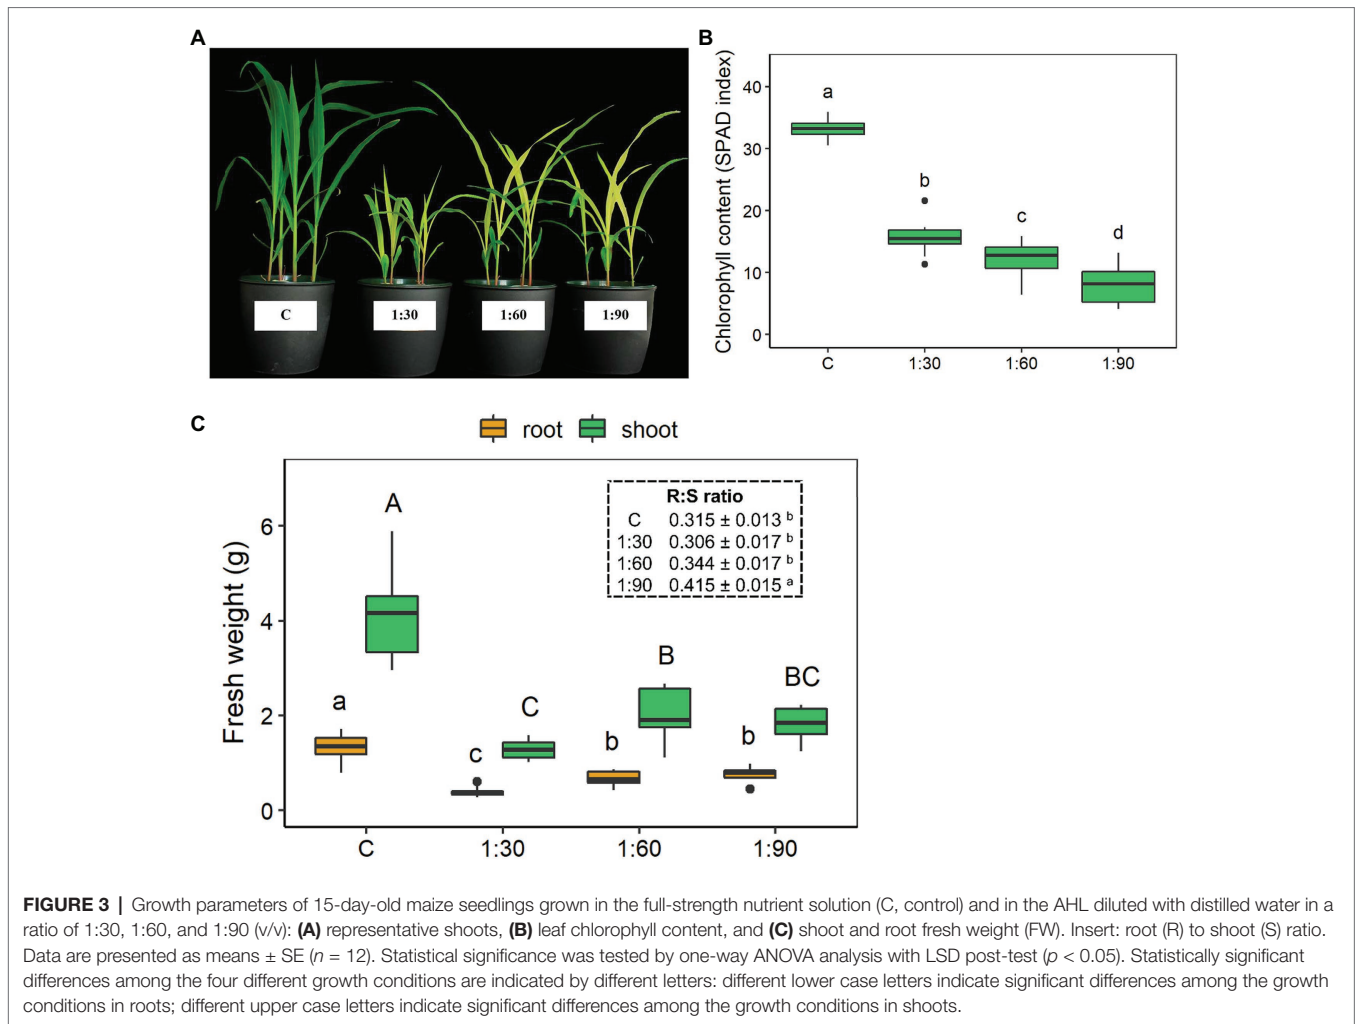 A
C
1:30
1:60
1:90
B
Chlorophyll content (SPAD index)
40
30
20
10
0
a
b
c
d
C
1:30
1:60
1:90
C
root
shoot
Fresh weight (g)
6
4
2
0
a
A
c
C
b
B
b
BC
R:S ratio
C 0.315 ± 0.013 b
1:30 0.306 ± 0.017 b
1:60 0.344 ± 0.017 b
1:90 0.415 ± 0.015 a
C
1:30
1:60
1:90
FIGURE 3 | Growth parameters of 15-day-old maize seedlings grown in the full-strength nutrient solution (C, control) and in the AHL diluted with distilled water in a
ratio of 1:30, 1:60, and 1:90 (v/v): (A) representative shoots, (B) leaf chlorophyll content, and (C) shoot and root fresh weight (FW). Insert: root (R) to shoot (S) ratio.
Data are presented as means ± SE (n = 12). Statistical significance was tested by one-way ANOVA analysis with LSD post-test (p < 0.05). Statistically significant
differences among the four different growth conditions are indicated by different letters: different lower case letters indicate significant differences among the growth
conditions in roots; different upper case letters indicate significant differences among the growth conditions in shoots.